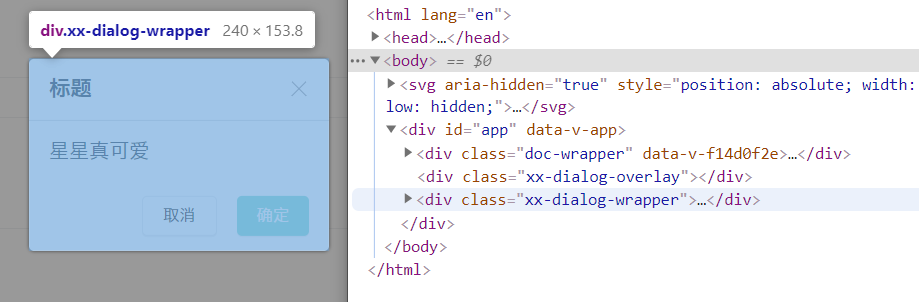 div.xx-dialog-wrapper 240 × 153.8
标题
星星真可爱
取消 确定
<html lang="en">
<head>…</head>
<body> == $0
<svg aria-hidden="true" style="position: absolute; width:
low: hidden;">…</svg>
<div id="app" data-v-app>
<div class="doc-wrapper" data-v-f14d0f2e>…</div>
<div class="xx-dialog-overlay"></div>
<div class="xx-dialog-wrapper">…</div>
</div>
</body>
</html>